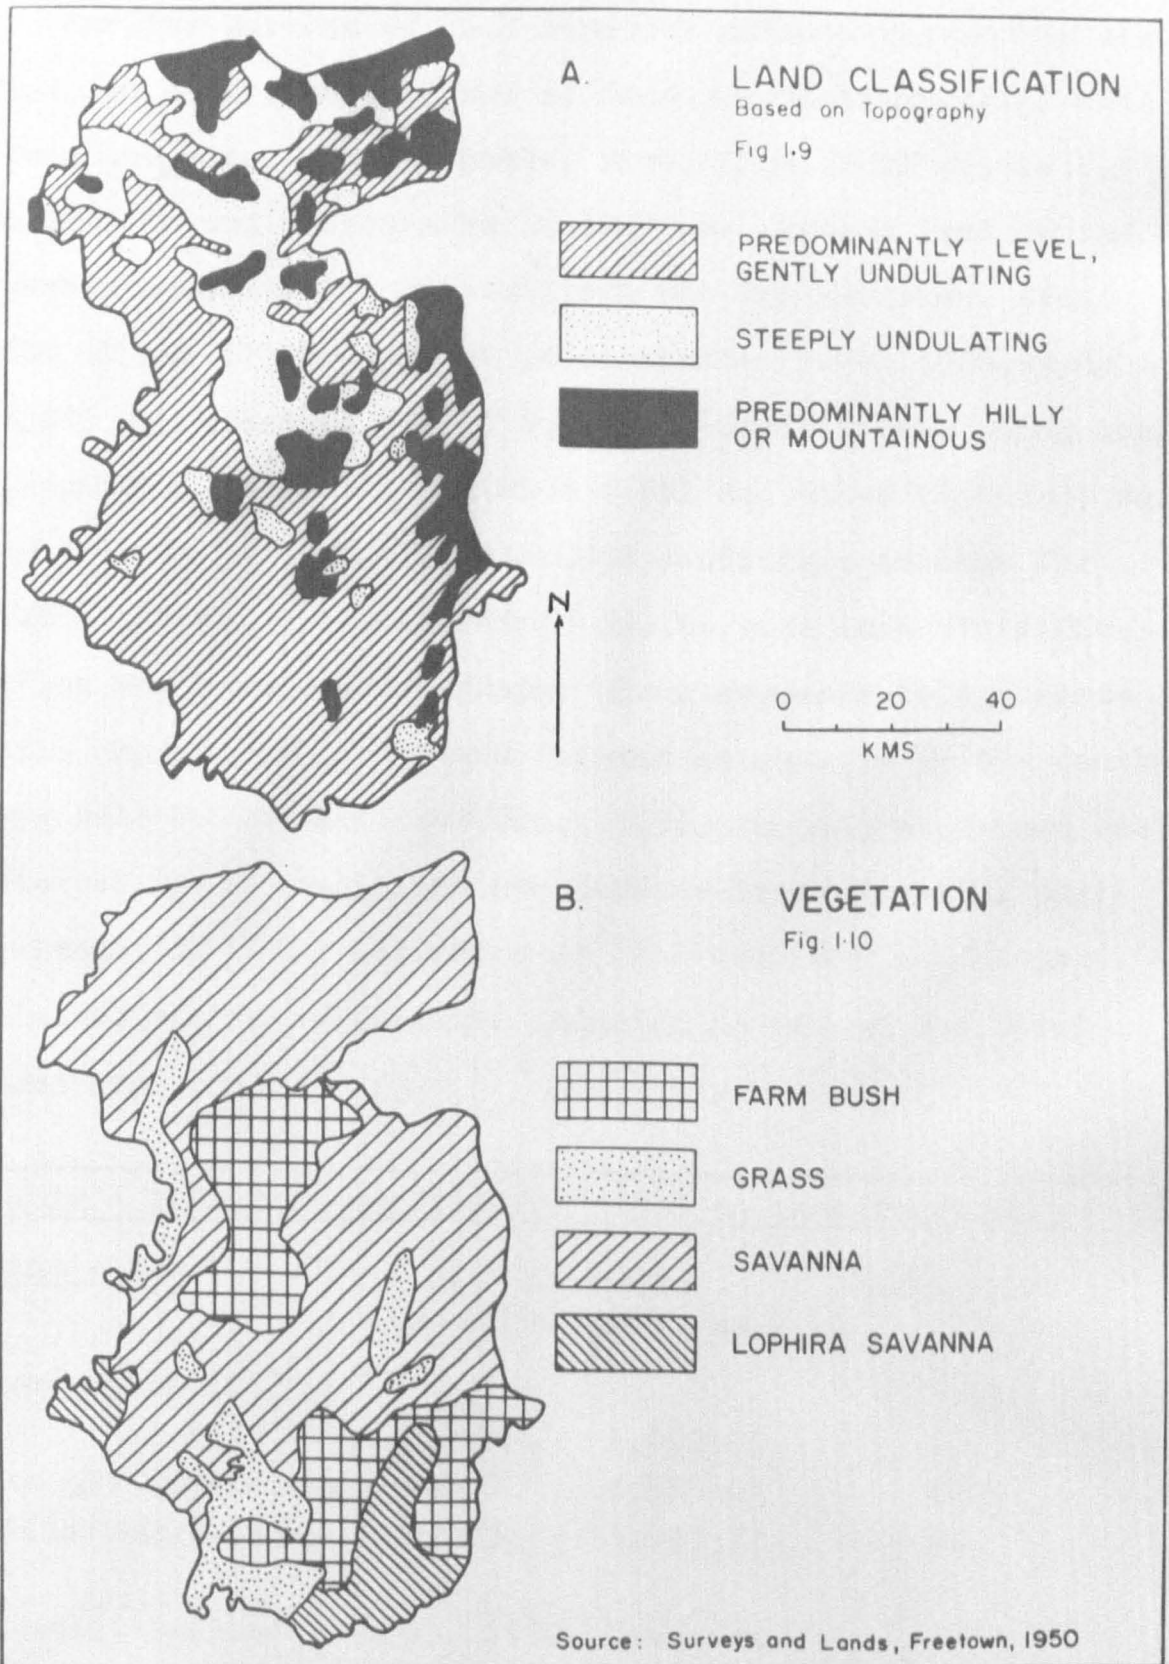 A. LAND CLASSIFICATION
Based on Topography
Fig 1·9
PREDOMINANTLY LEVEL,
GENTLY UNDULATING
STEEPLY UNDULATING
PREDOMINANTLY HILLY
OR MOUNTAINOUS
N
0 20 40
KMS
B. VEGETATION
Fig. 1·10
FARM BUSH
GRASS
SAVANNA
LOPHIRA SAVANNA
Source: Surveys and Lands, Freetown, 1950